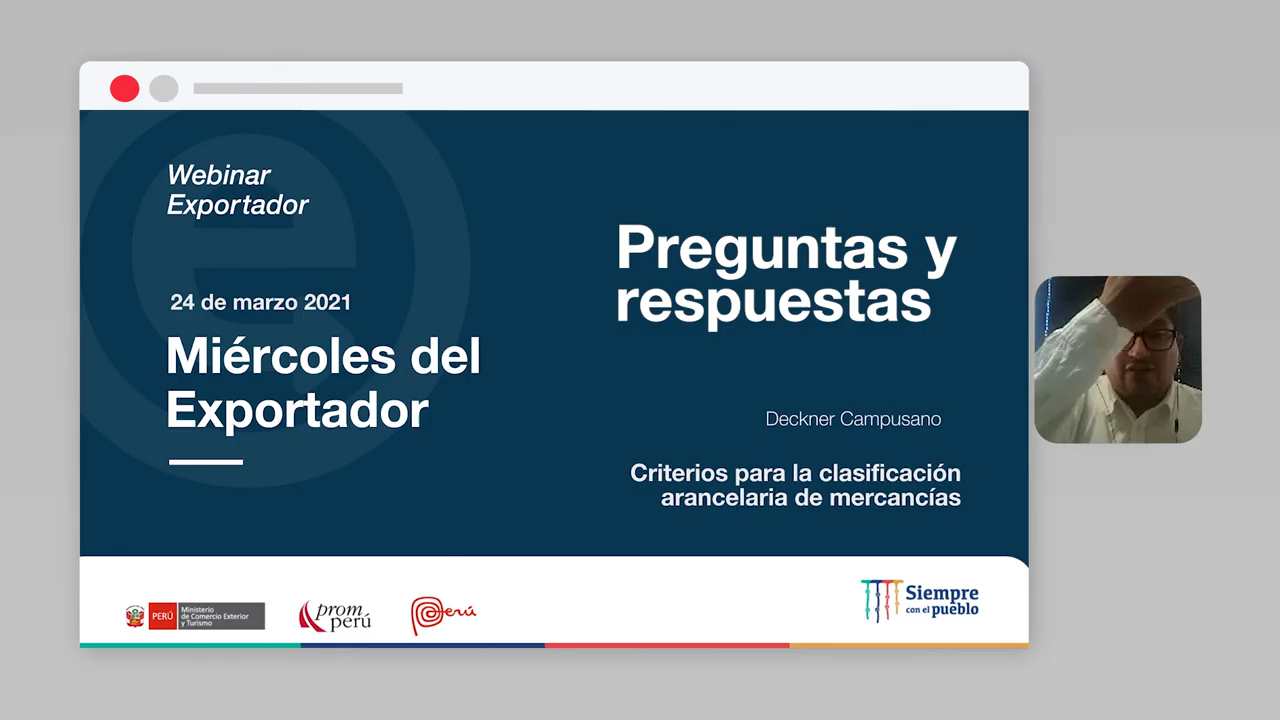 Webinar
Exportador
24 de marzo 2021
Miércoles del
Exportador
Preguntas y
respuestas
Deckner Campusano
Criterios para la clasificación
arancelaria de mercancías
PERÚ
Ministerio
de Comercio Exterior
y Turismo
prom
perú
Perú
Siempre
con el pueblo